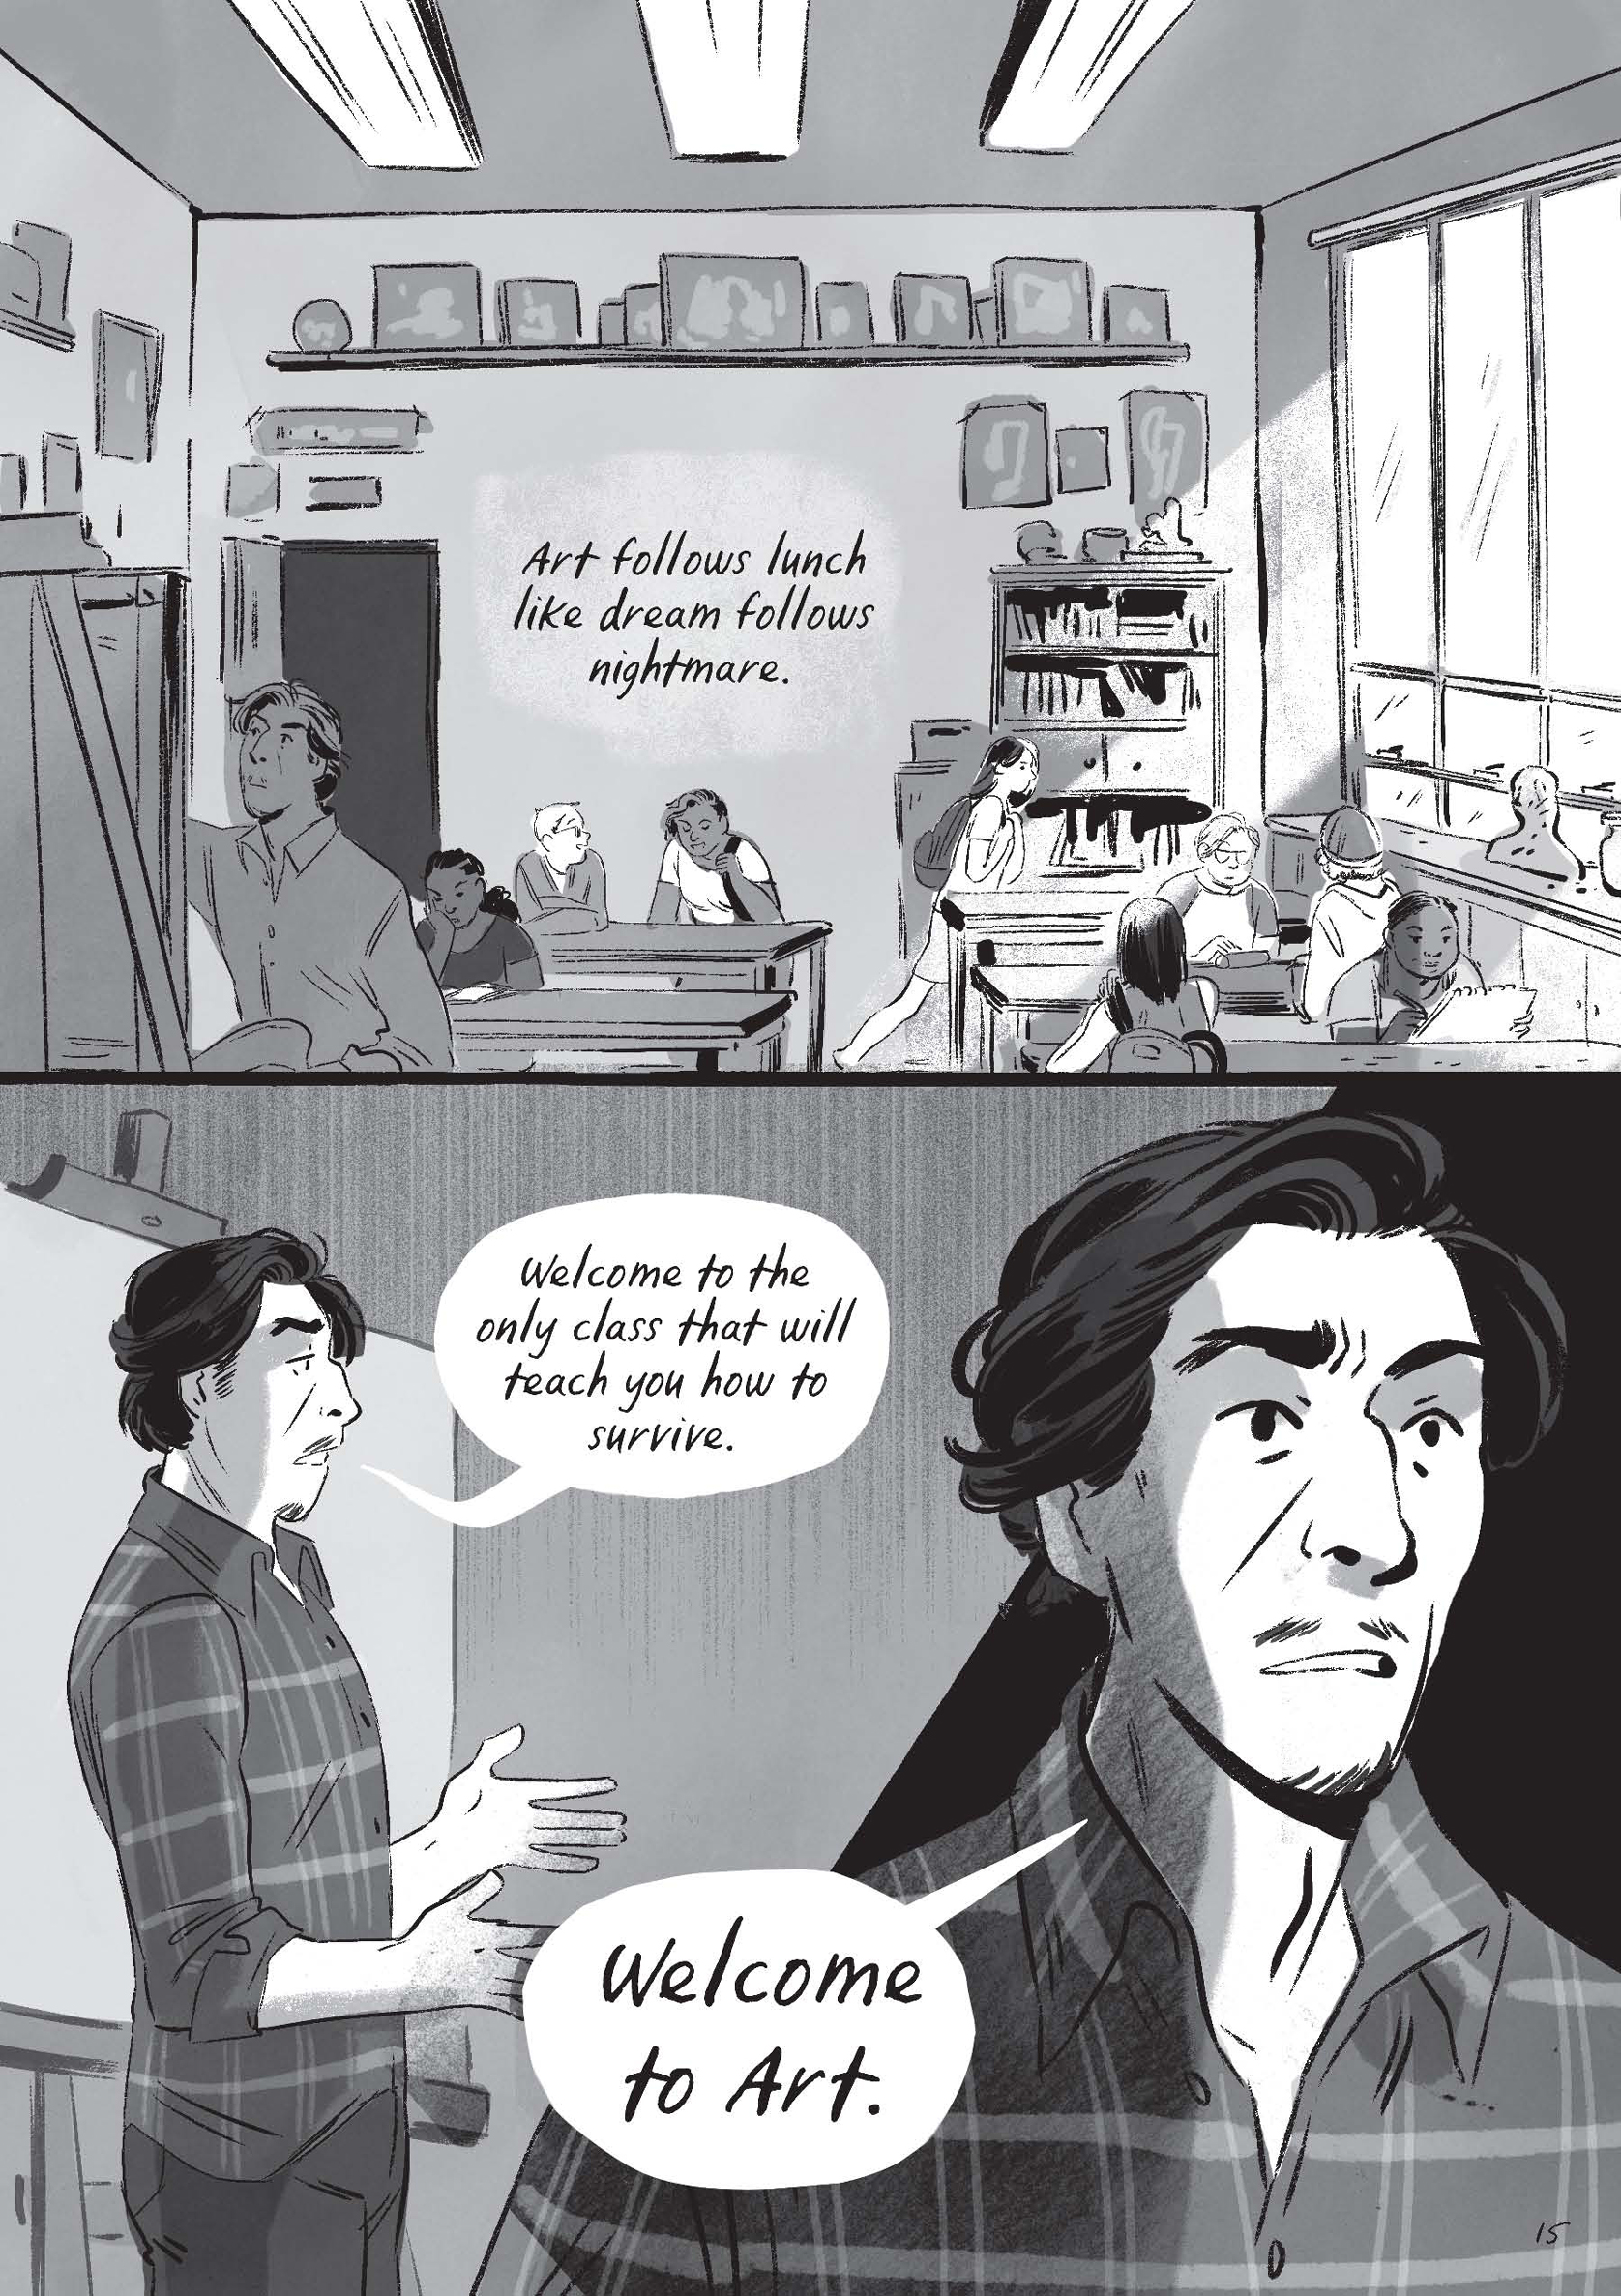 Art follows lunch
like dream follows
nightmare.
Welcome to the
only class that will
teach you how to
survive.
Welcome
to Art.
15